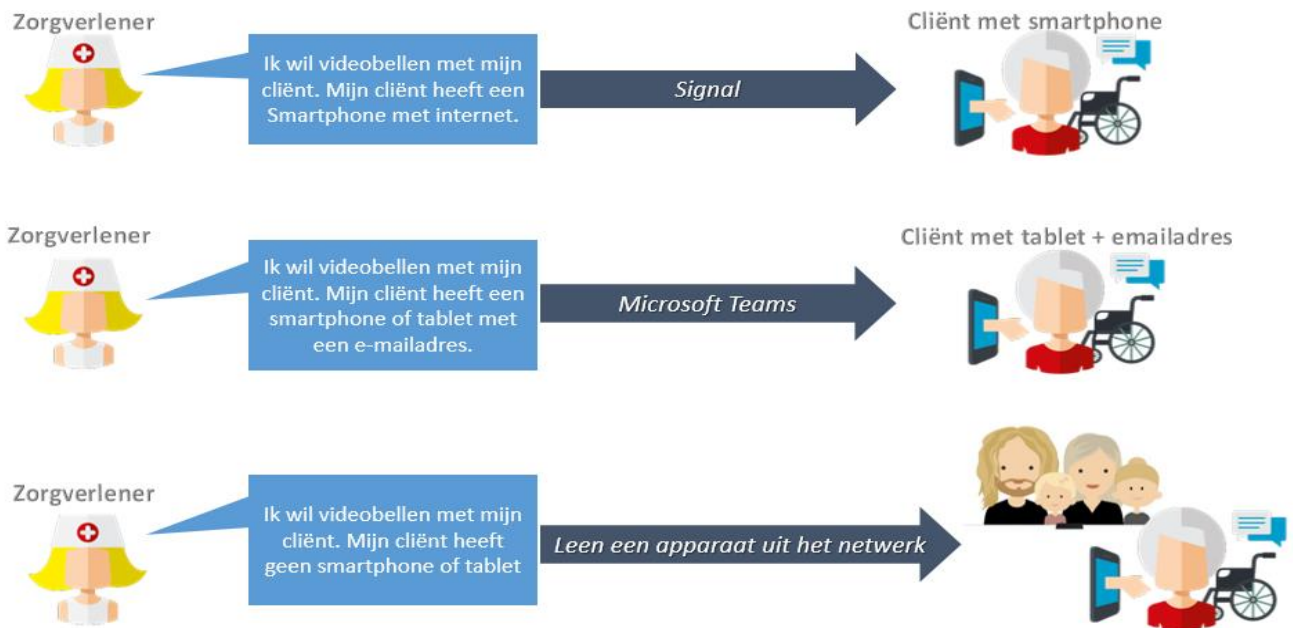 Zorgverlener
Ik wil videobellen met mijn
cliënt. Mijn cliënt heeft een
Smartphone met internet.
Signal
Cliënt met smartphone
Zorgverlener
Ik wil videobellen met mijn
cliënt. Mijn cliënt heeft een
smartphone of tablet met
een e-mailadres.
Microsoft Teams
Cliënt met tablet + emailadres
Zorgverlener
Ik wil videobellen met mijn
cliënt. Mijn cliënt heeft
geen smartphone of tablet
Leen een apparaat uit het netwerk